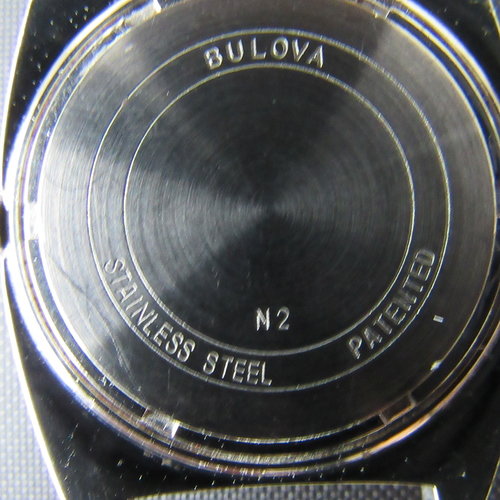 BULOVA
N2
STAINLESS STEEL
PATENTED